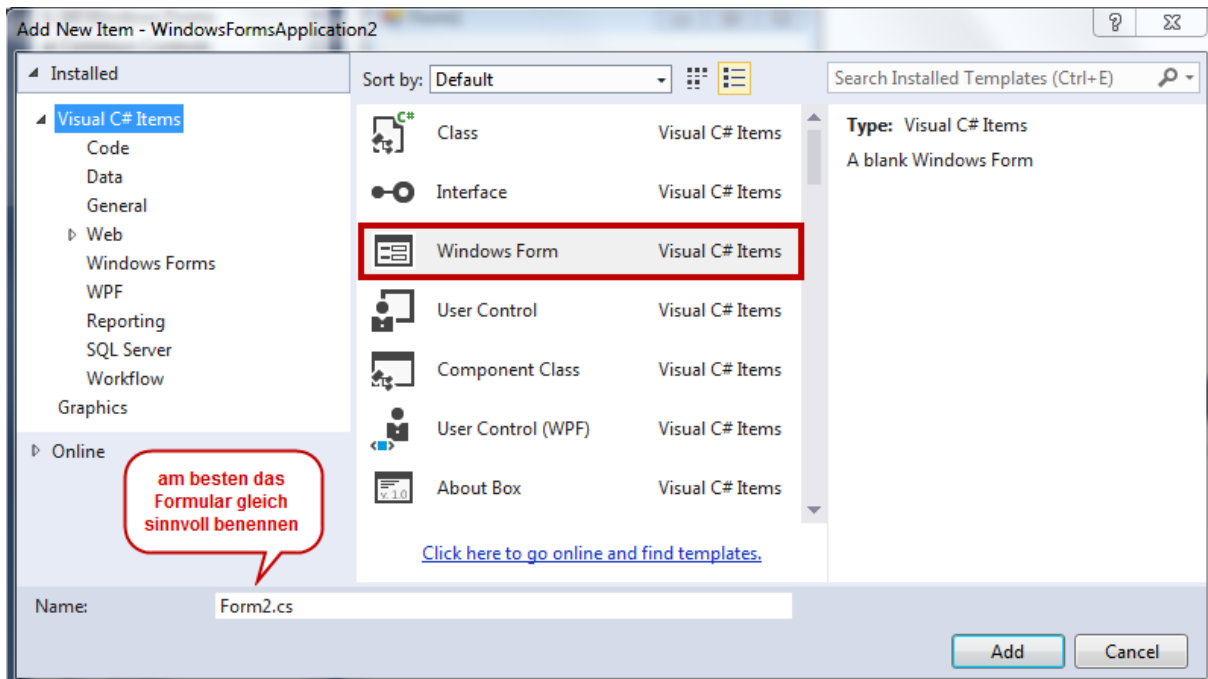 Add New Item - WindowsFormsApplication2
Installed
Sort by: Default
Search Installed Templates (Ctrl+E)
Visual C# Items
Code
Data
General
Web
Windows Forms
WPF
Reporting
SQL Server
Workflow
Graphics
Online
C#
Class Visual C# Items
Interface Visual C# Items
Windows Form Visual C# Items
User Control Visual C# Items
Component Class Visual C# Items
User Control (WPF) Visual C# Items
v. 1.0
About Box Visual C# Items
Click here to go online and find templates.
Type: Visual C# Items
A blank Windows Form
am besten das
Formular gleich
sinnvoll benennen
Name: Form2.cs
Add Cancel